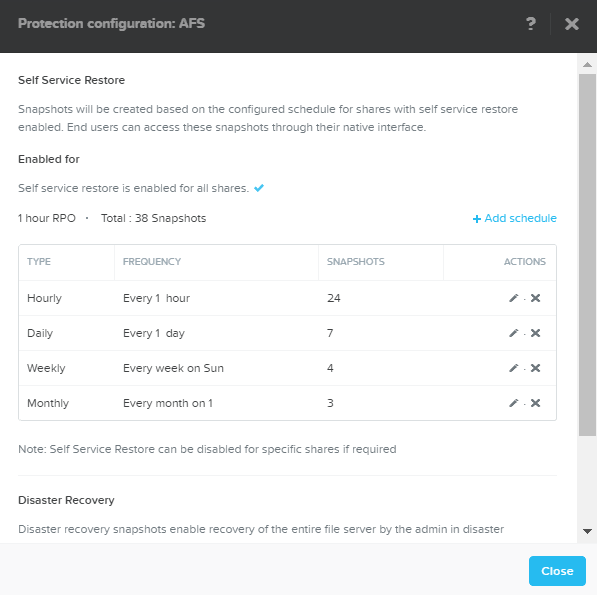 Protection configuration: AFS ?
Self Service Restore
Snapshots will be created based on the configured schedule for shares with self service restore
enabled. End users can access these snapshots through their native interface.
Enabled for
Self service restore is enabled for all shares.
1 hour RPO · Total : 38 Snapshots + Add schedule
TYPE FREQUENCY SNAPSHOTS ACTIONS
Hourly Every 1 hour 24
Daily Every 1 day 7
Weekly Every week on Sun 4
Monthly Every month on 1 3
Note: Self Service Restore can be disabled for specific shares if required
Disaster Recovery
Disaster recovery snapshots enable recovery of the entire file server by the admin in disaster
Close